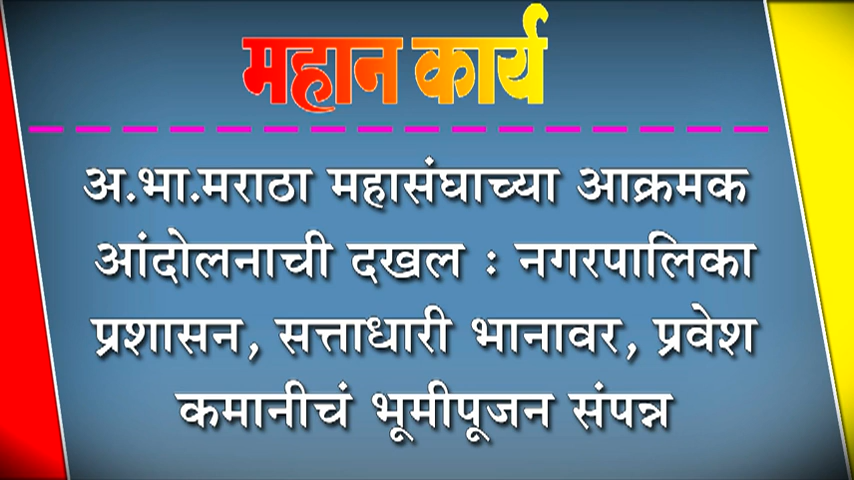 महान कार्य
अ.भा.मराठा महासंघाच्या आक्रमक
आंदोलनाची दखल : नगरपालिका
प्रशासन, सत्ताधारी भानावर, प्रवेश
कमानीचं भूमीपूजन संपन्न